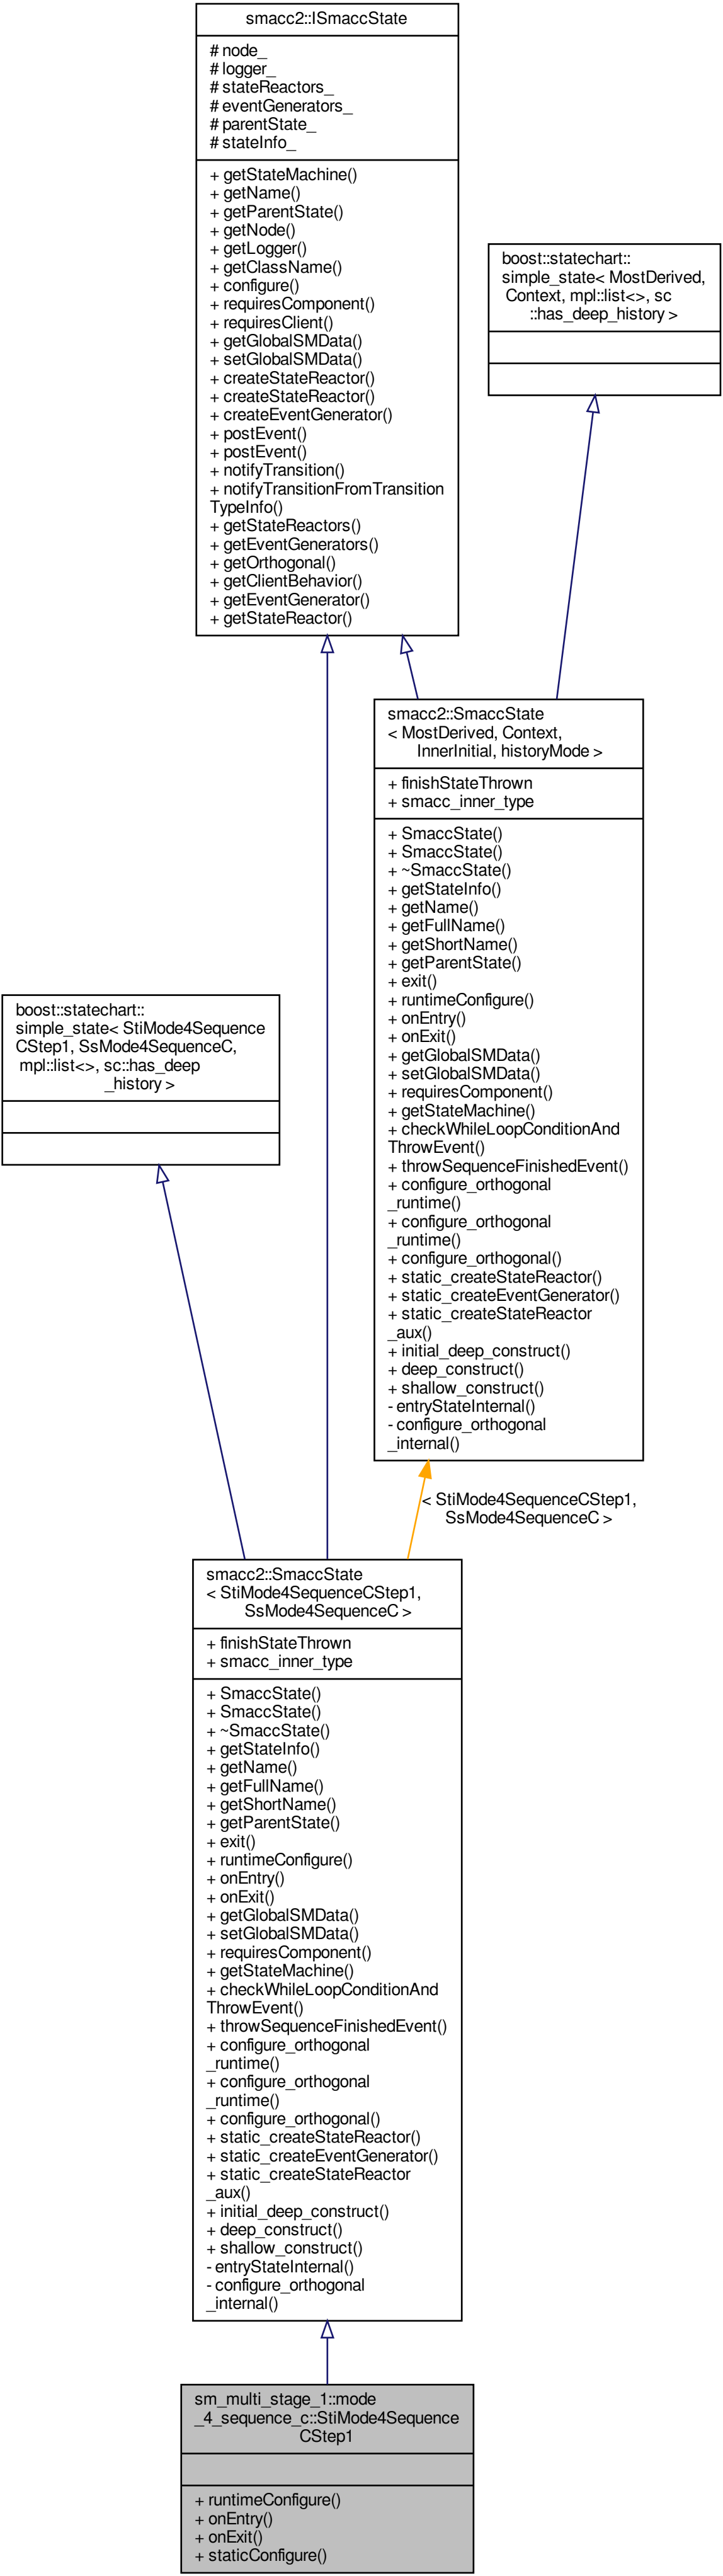 smacc2::ISmaccState
# node_
# logger_
# stateReactors_
# eventGenerators_
# parentState_
# stateInfo_
+ getStateMachine()
+ getName()
+ getParentState()
+ getNode()
+ getLogger()
+ getClassName()
+ configure()
+ requiresComponent()
+ requiresClient()
+ getGlobalSMData()
+ setGlobalSMData()
+ createStateReactor()
+ createStateReactor()
+ createEventGenerator()
+ postEvent()
+ postEvent()
+ notifyTransition()
+ notifyTransitionFromTransition
TypeInfo()
+ getStateReactors()
+ getEventGenerators()
+ getOrthogonal()
+ getClientBehavior()
+ getEventGenerator()
+ getStateReactor()
boost::statechart::
simple_state< MostDerived,
Context, mpl::list<>, sc
::has_deep_history >
smacc2::SmaccState
< MostDerived, Context,
InnerInitial, historyMode >
+ finishStateThrown
+ smacc_inner_type
+ SmaccState()
+ SmaccState()
+ ~SmaccState()
+ getStateInfo()
+ getName()
+ getFullName()
+ getShortName()
+ getParentState()
+ exit()
+ runtimeConfigure()
+ onEntry()
+ onExit()
+ getGlobalSMData()
+ setGlobalSMData()
+ requiresComponent()
+ getStateMachine()
+ checkWhileLoopConditionAnd
ThrowEvent()
+ throwSequenceFinishedEvent()
+ configure_orthogonal
_runtime()
+ configure_orthogonal
_runtime()
+ configure_orthogonal()
+ static_createStateReactor()
+ static_createEventGenerator()
+ static_createStateReactor
_aux()
+ initial_deep_construct()
+ deep_construct()
+ shallow_construct()
- entryStateInternal()
- configure_orthogonal
_internal()
boost::statechart::
simple_state< StiMode4Sequence
CStep1, SsMode4SequenceC,
mpl::list<>, sc::has_deep
_history >
< StiMode4SequenceCStep1,
SsMode4SequenceC >
smacc2::SmaccState
< StiMode4SequenceCStep1,
SsMode4SequenceC >
+ finishStateThrown
+ smacc_inner_type
+ SmaccState()
+ SmaccState()
+ ~SmaccState()
+ getStateInfo()
+ getName()
+ getFullName()
+ getShortName()
+ getParentState()
+ exit()
+ runtimeConfigure()
+ onEntry()
+ onExit()
+ getGlobalSMData()
+ setGlobalSMData()
+ requiresComponent()
+ getStateMachine()
+ checkWhileLoopConditionAnd
ThrowEvent()
+ throwSequenceFinishedEvent()
+ configure_orthogonal
_runtime()
+ configure_orthogonal
_runtime()
+ configure_orthogonal()
+ static_createStateReactor()
+ static_createEventGenerator()
+ static_createStateReactor
_aux()
+ initial_deep_construct()
+ deep_construct()
+ shallow_construct()
- entryStateInternal()
- configure_orthogonal
_internal()
sm_multi_stage_1::mode
_4_sequence_c::StiMode4Sequence
CStep1
+ runtimeConfigure()
+ onEntry()
+ onExit()
+ staticConfigure()